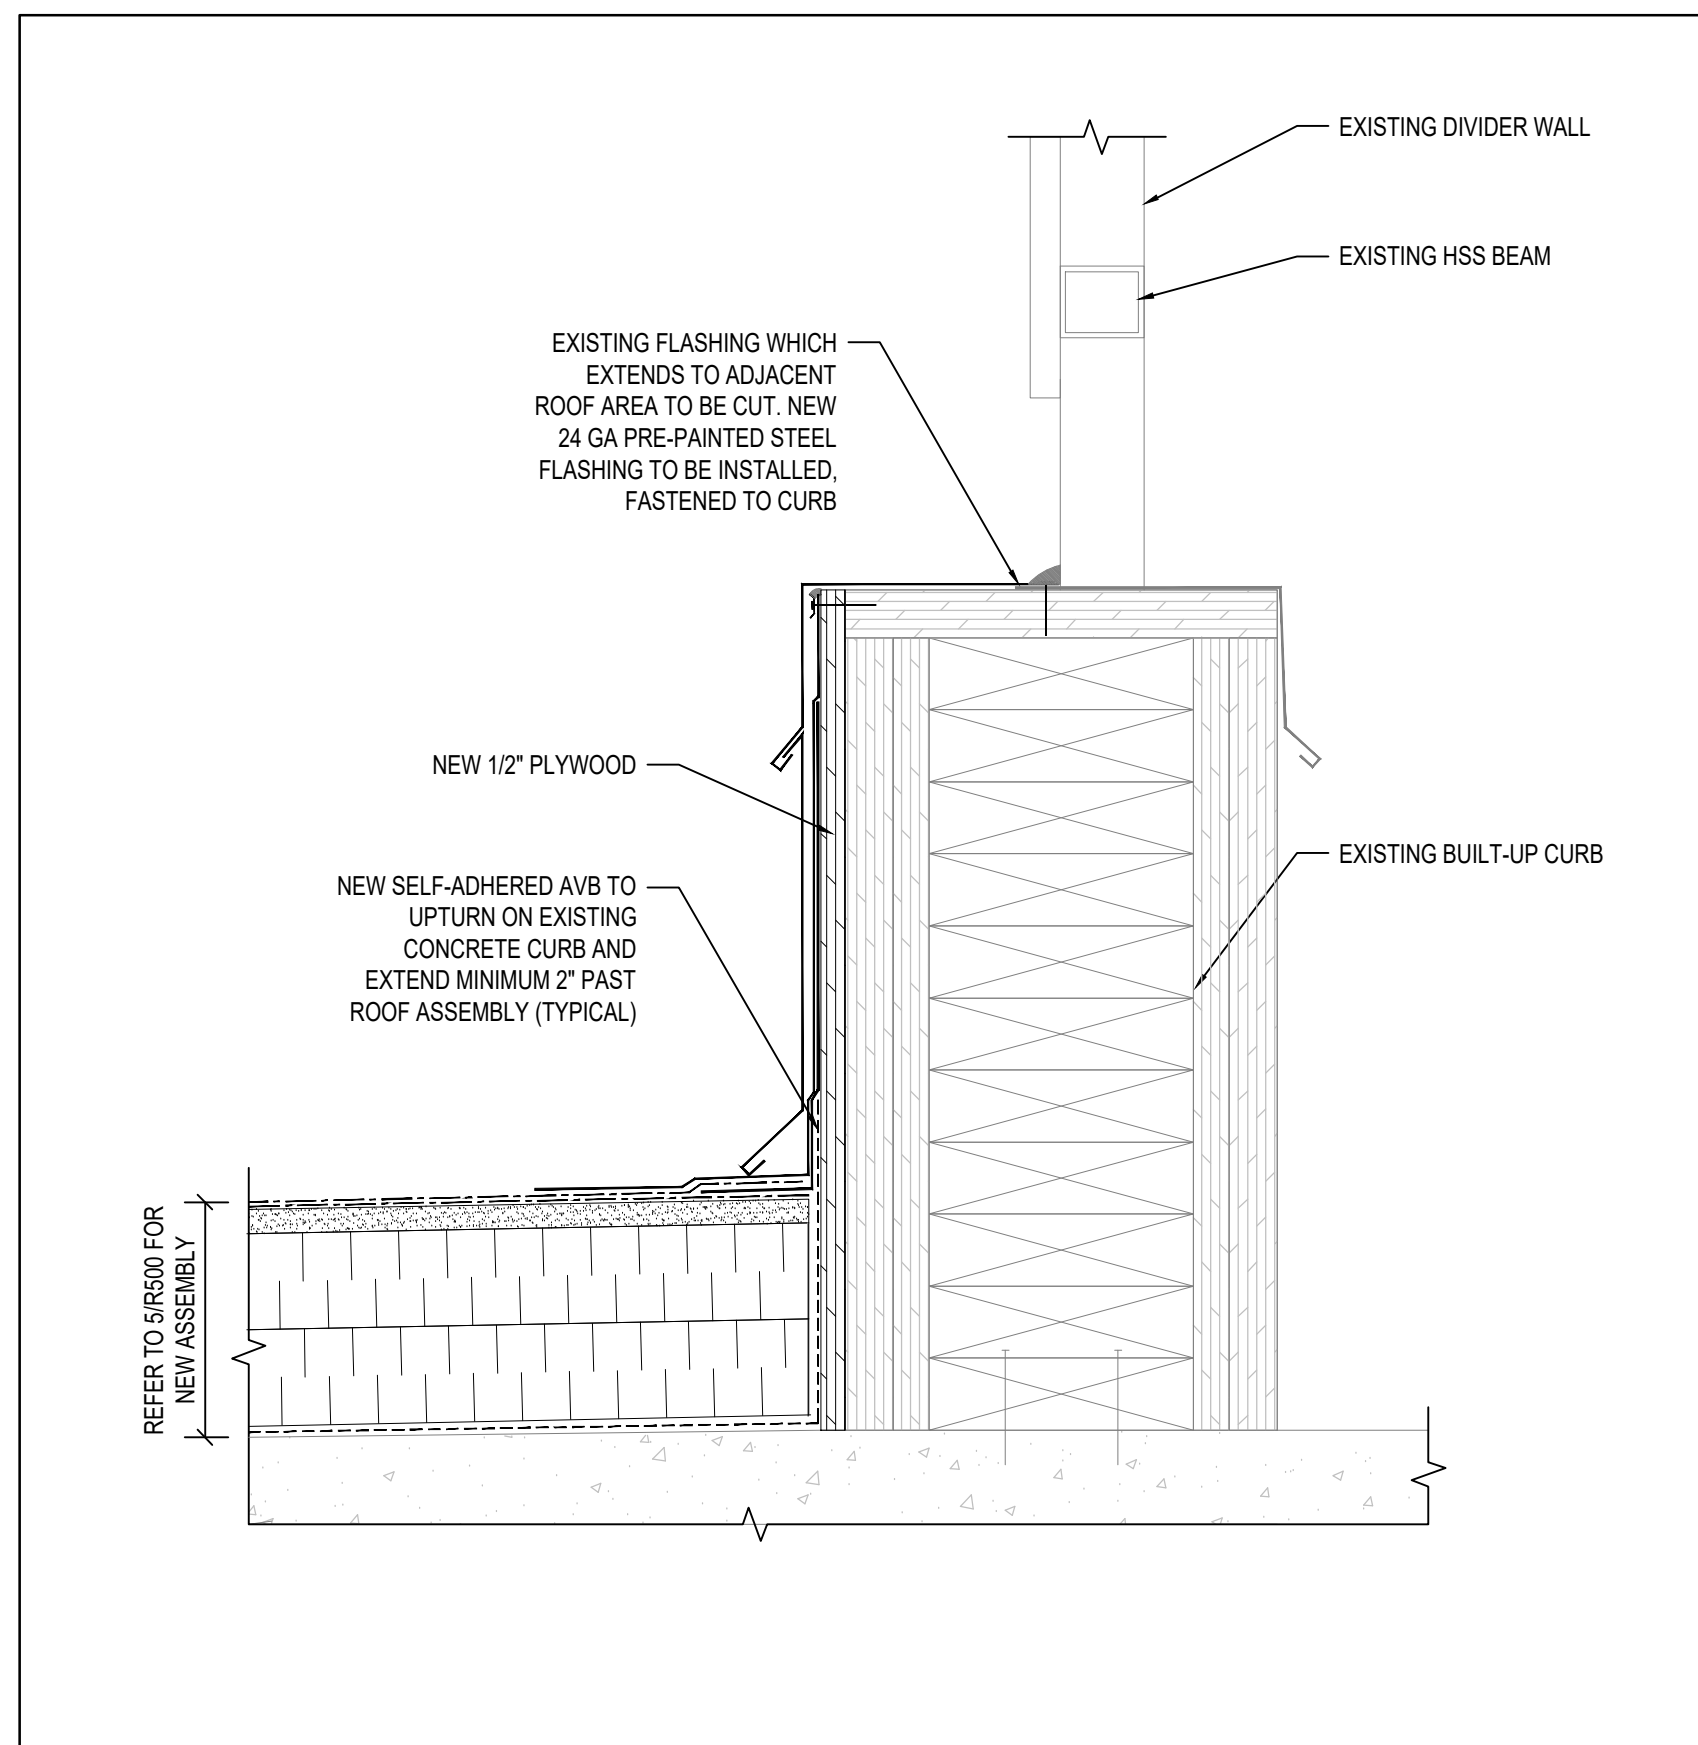 EXISTING DIVIDER WALL
EXISTING HSS BEAM
EXISTING FLASHING WHICH
EXTENDS TO ADJACENT
ROOF AREA TO BE CUT. NEW
24 GA PRE-PAINTED STEEL
FLASHING TO BE INSTALLED,
FASTENED TO CURB
NEW 1/2" PLYWOOD
EXISTING BUILT-UP CURB
NEW SELF-ADHERED AVB TO
UPTURN ON EXISTING
CONCRETE CURB AND
EXTEND MINIMUM 2" PAST
ROOF ASSEMBLY (TYPICAL)
REFER TO 5/R500 FOR
NEW ASSEMBLY